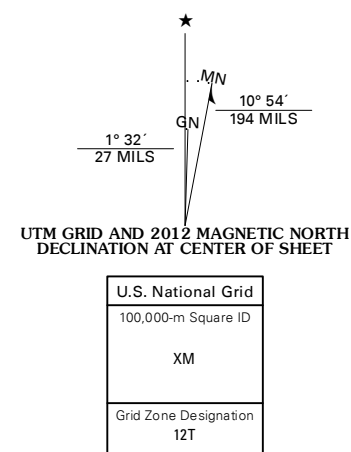 ★
MN
GN
10° 54´
194 MILS
1° 32´
27 MILS
UTM GRID AND 2012 MAGNETIC NORTH
DECLINATION AT CENTER OF SHEET
U.S. National Grid
100,000-m Square ID
XM
Grid Zone Designation
12T